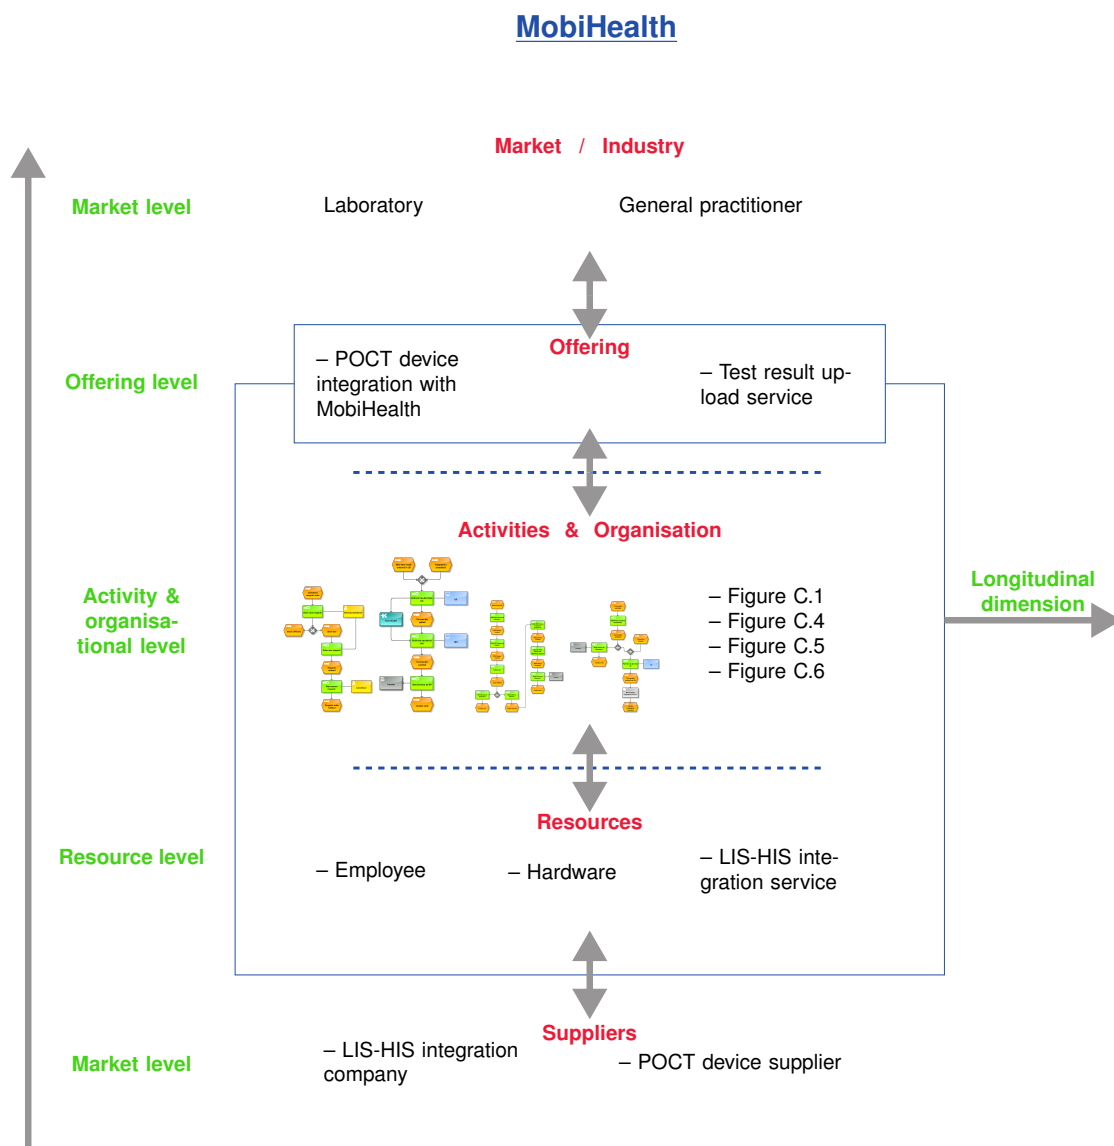 MobiHealth
Market / Industry
Market level
Laboratory
General practitioner
Offering
Offering level
– POCT device
integration with
MobiHealth
– Test result up-
load service
Activities & Organisation
Activity &
organisa-
tional level
– Figure C.1
– Figure C.4
– Figure C.5
– Figure C.6
Longitudinal
dimension
Resources
Resource level
– Employee
– Hardware
– LIS-HIS inte-
gration service
Suppliers
Market level
– LIS-HIS integration
company
– POCT device supplier